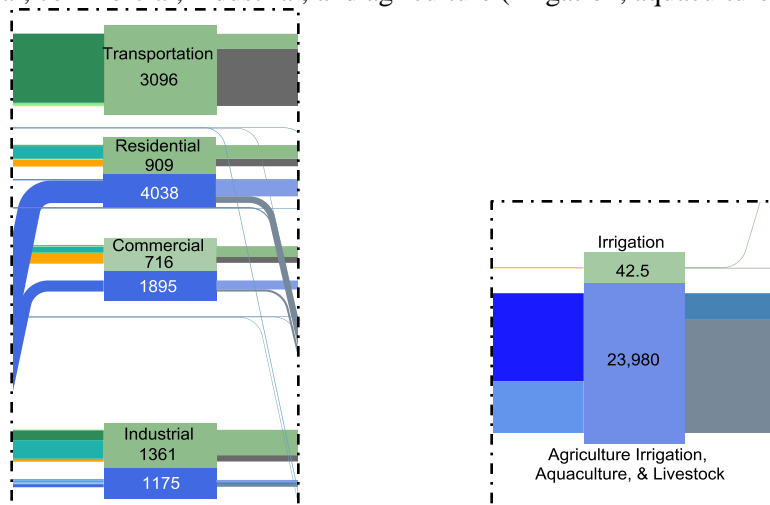 Transportation
3096
Residential
909
4038
Commercial
716
1895
Industrial
1361
1175
Irrigation
42.5
23,980
Agriculture Irrigation,
Aquaculture, & Livestock